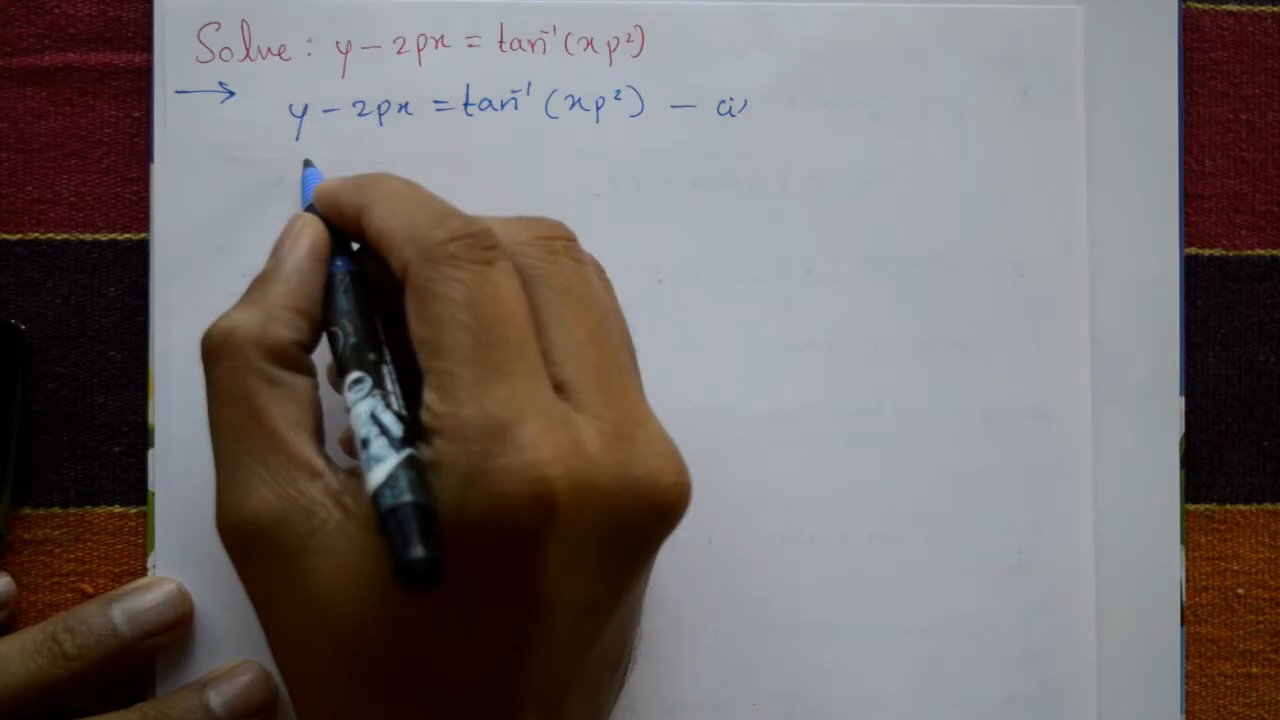 Solve: y - 2px = tan⁻¹(xp²)
→ y - 2px = tan⁻¹(xp²) - (i)